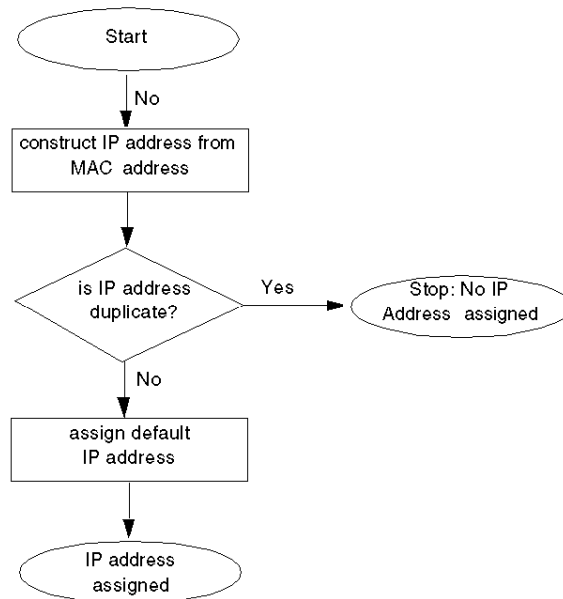 Start
No
construct IP address from
MAC address
is IP address
duplicate?
Yes
Stop: No IP
Address assigned
No
assign default
IP address
IP address
assigned